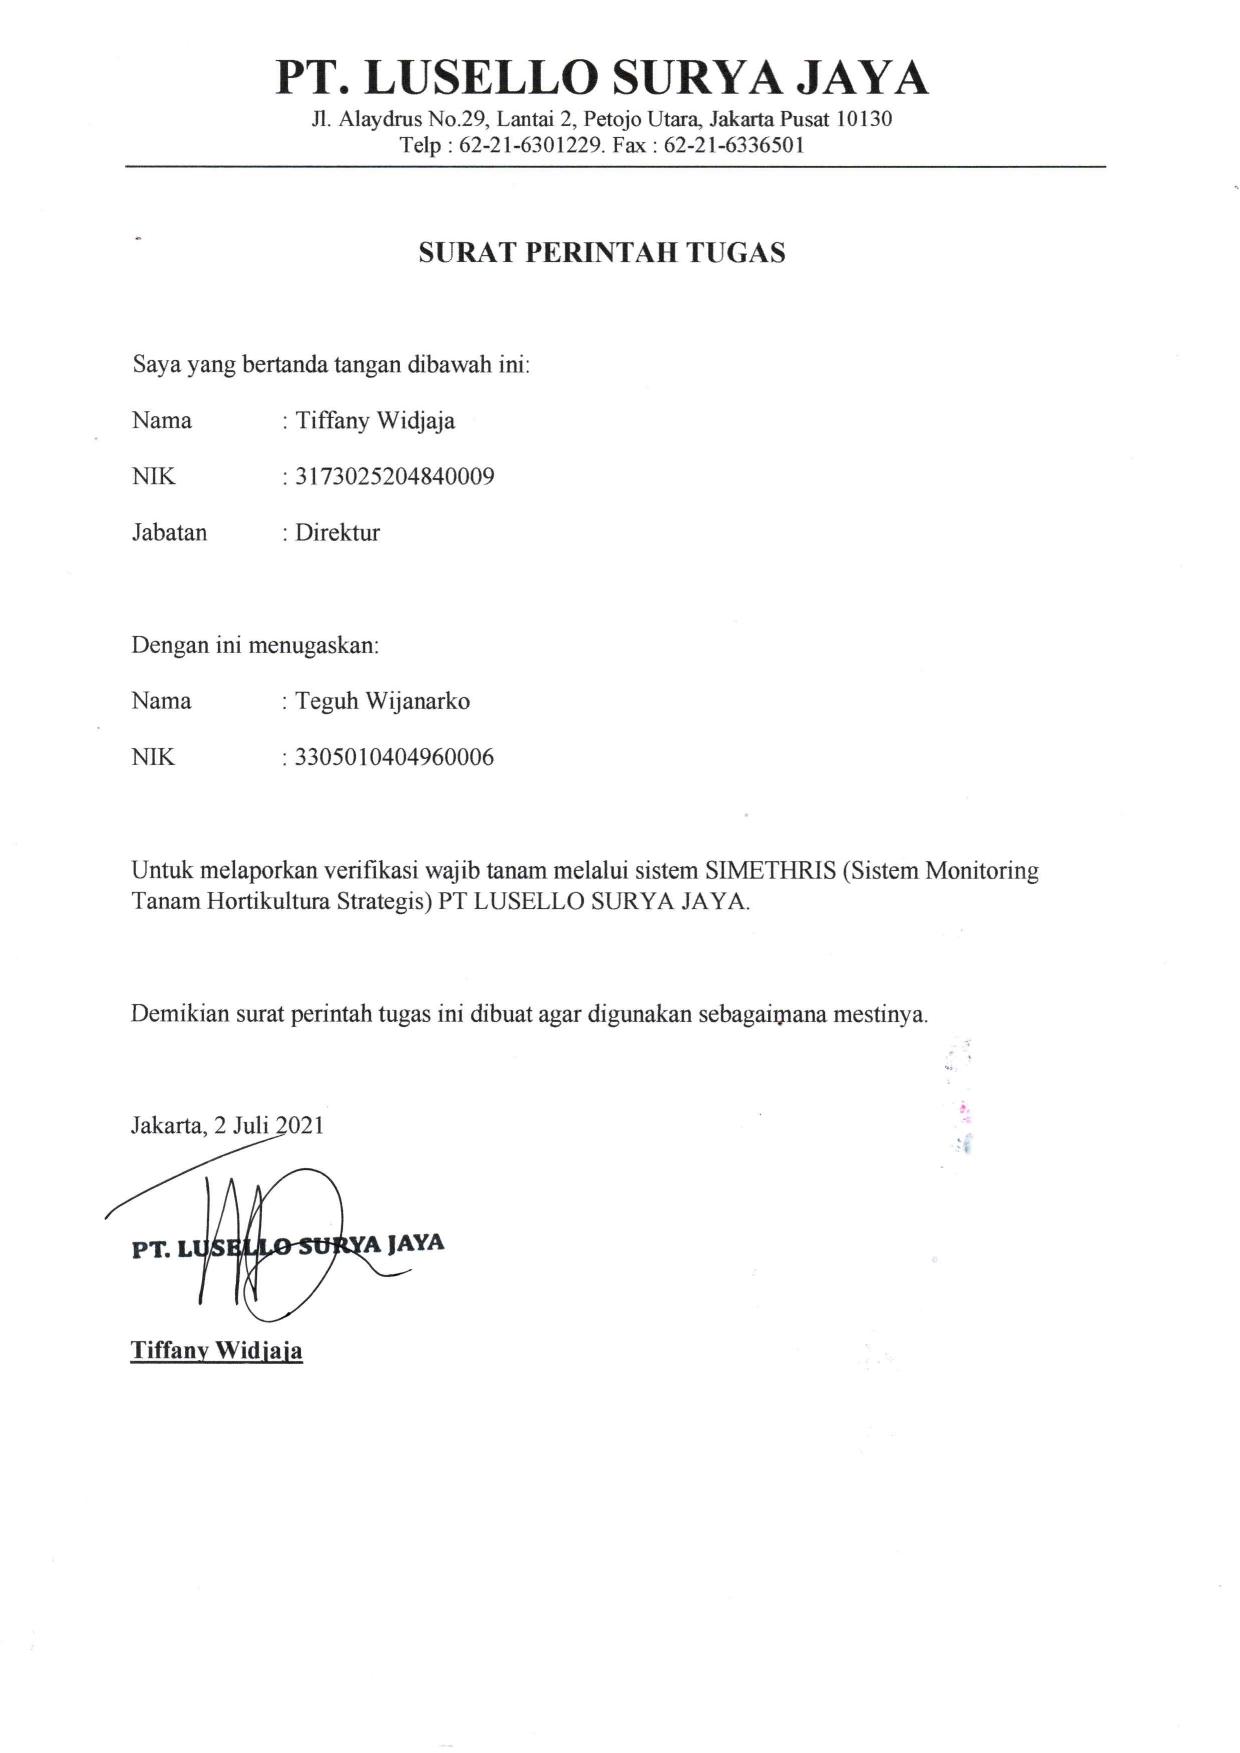 PT. LUSELLO SURYA JAYA
Jl. Alaydrus No.29, Lantai 2, Petojo Utara, Jakarta Pusat 10130
Telp : 62-21-6301229. Fax : 62-21-6336501
SURAT PERINTAH TUGAS
Saya yang bertanda tangan dibawah ini:
Nama : Tiffany Widjaja
NIK : 3173025204840009
Jabatan : Direktur
Dengan ini menugaskan:
Nama : Teguh Wijanarko
NIK : 3305010404960006
Untuk melaporkan verifikasi wajib tanam melalui sistem SIMETHRIS (Sistem Monitoring
Tanam Hortikultura Strategis) PT LUSELLO SURYA JAYA.
Demikian surat perintah tugas ini dibuat agar digunakan sebagaimana mestinya.
Jakarta, 2 Juli 2021
PT. LUSELLO SURYA JAYA
Tiffany Widjaja